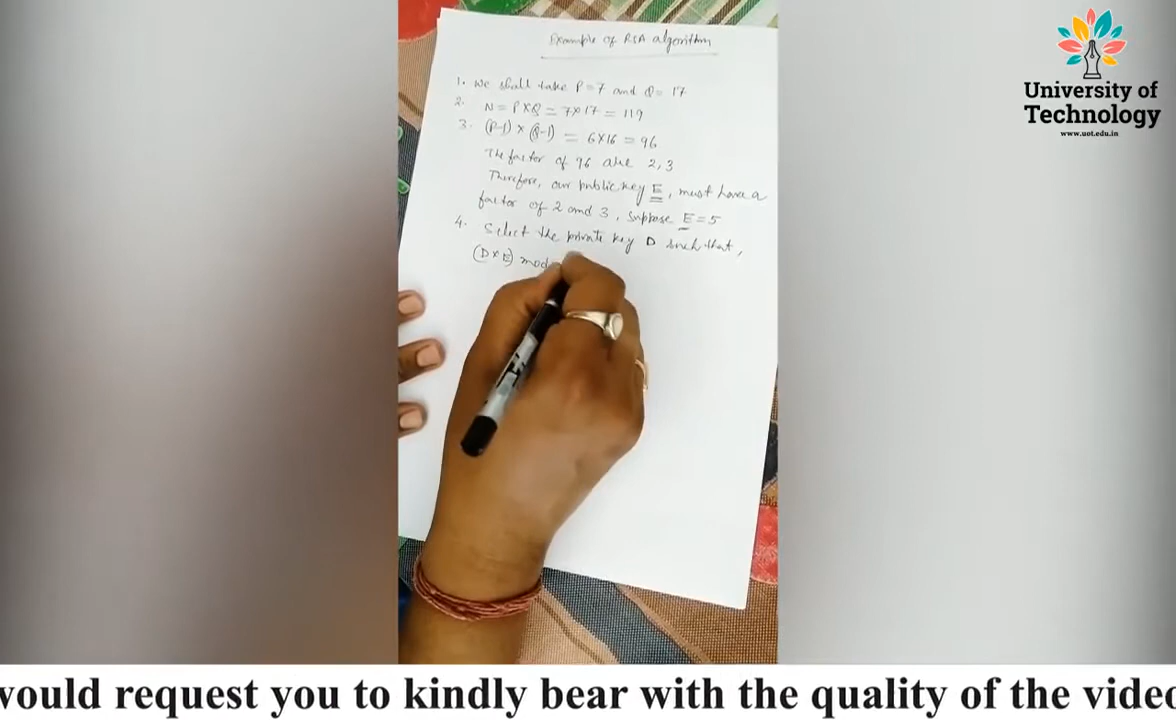 Example of RSA algorithm
1. We shall take P = 7 and Q = 17
2. N = P X Q = 7 X 17 = 119
3. (P-1) X (Q-1) = 6 X 16 = 96
The factor of 96 are 2, 3
Therefore, our public key E, must have a
factor of 2 and 3, suppose E = 5
4. Select the private key D such that,
(D X E) mod
University of
Technology
www.uot.edu.in
would request you to kindly bear with the quality of the video